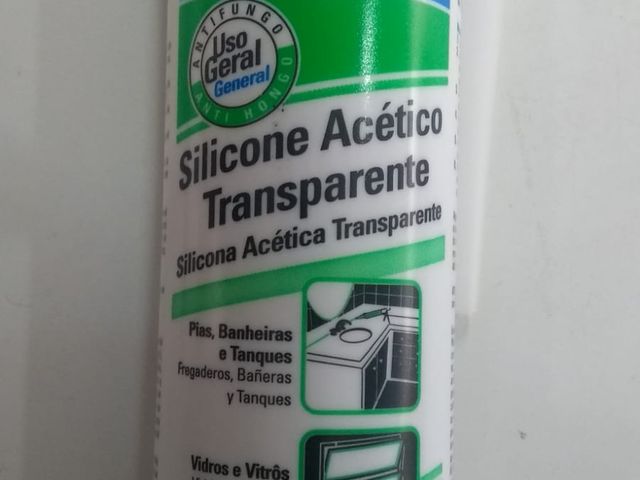 ANTIFUNGO
Uso
Geral
General
ANTI HONGO
Silicone Acético
Transparente
Silicona Acética Transparente
Pias, Banheiras
e Tanques
Fregaderos, Bañeras
y Tanques
Vidros e Vitrôs